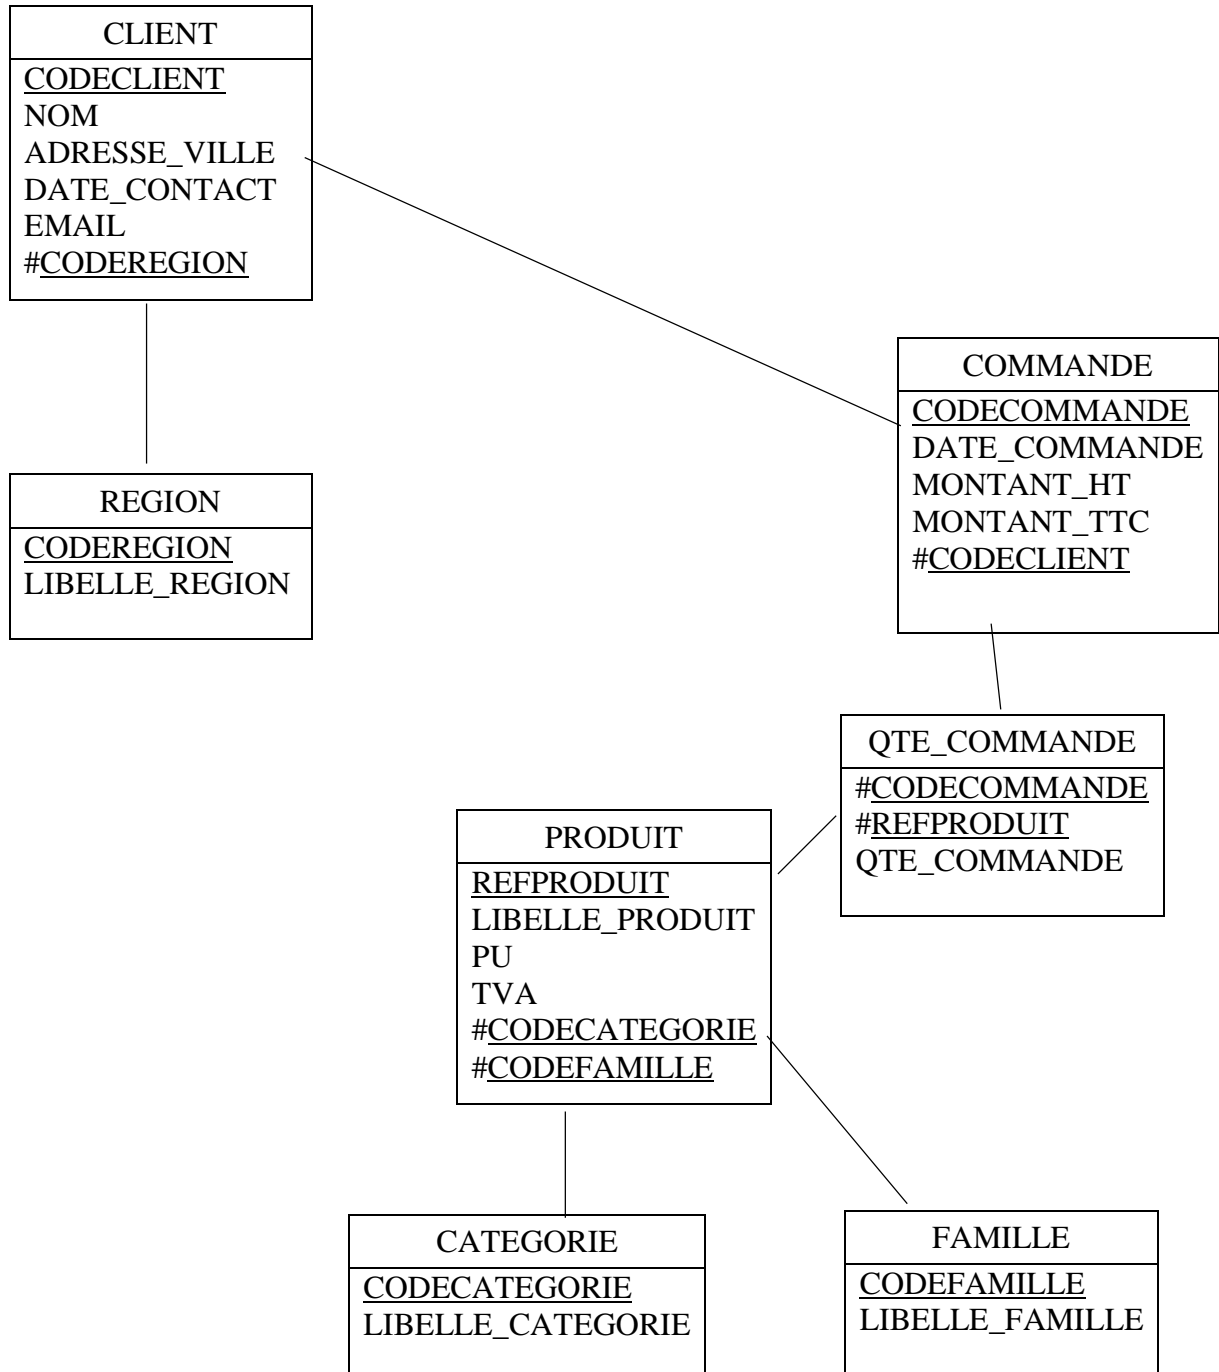 CLIENT
CODECLIENT
NOM
ADRESSE_VILLE
DATE_CONTACT
EMAIL
#CODEREGION
COMMANDE
CODECOMMANDE
DATE_COMMANDE
MONTANT_HT
MONTANT_TTC
#CODECLIENT
REGION
CODEREGION
LIBELLE_REGION
QTE_COMMANDE
#CODECOMMANDE
#REFPRODUIT
QTE_COMMANDE
PRODUIT
REFPRODUIT
LIBELLE_PRODUIT
PU
TVA
#CODECATEGORIE
#CODEFAMILLE
CATEGORIE
CODECATEGORIE
LIBELLE_CATEGORIE
FAMILLE
CODEFAMILLE
LIBELLE_FAMILLE